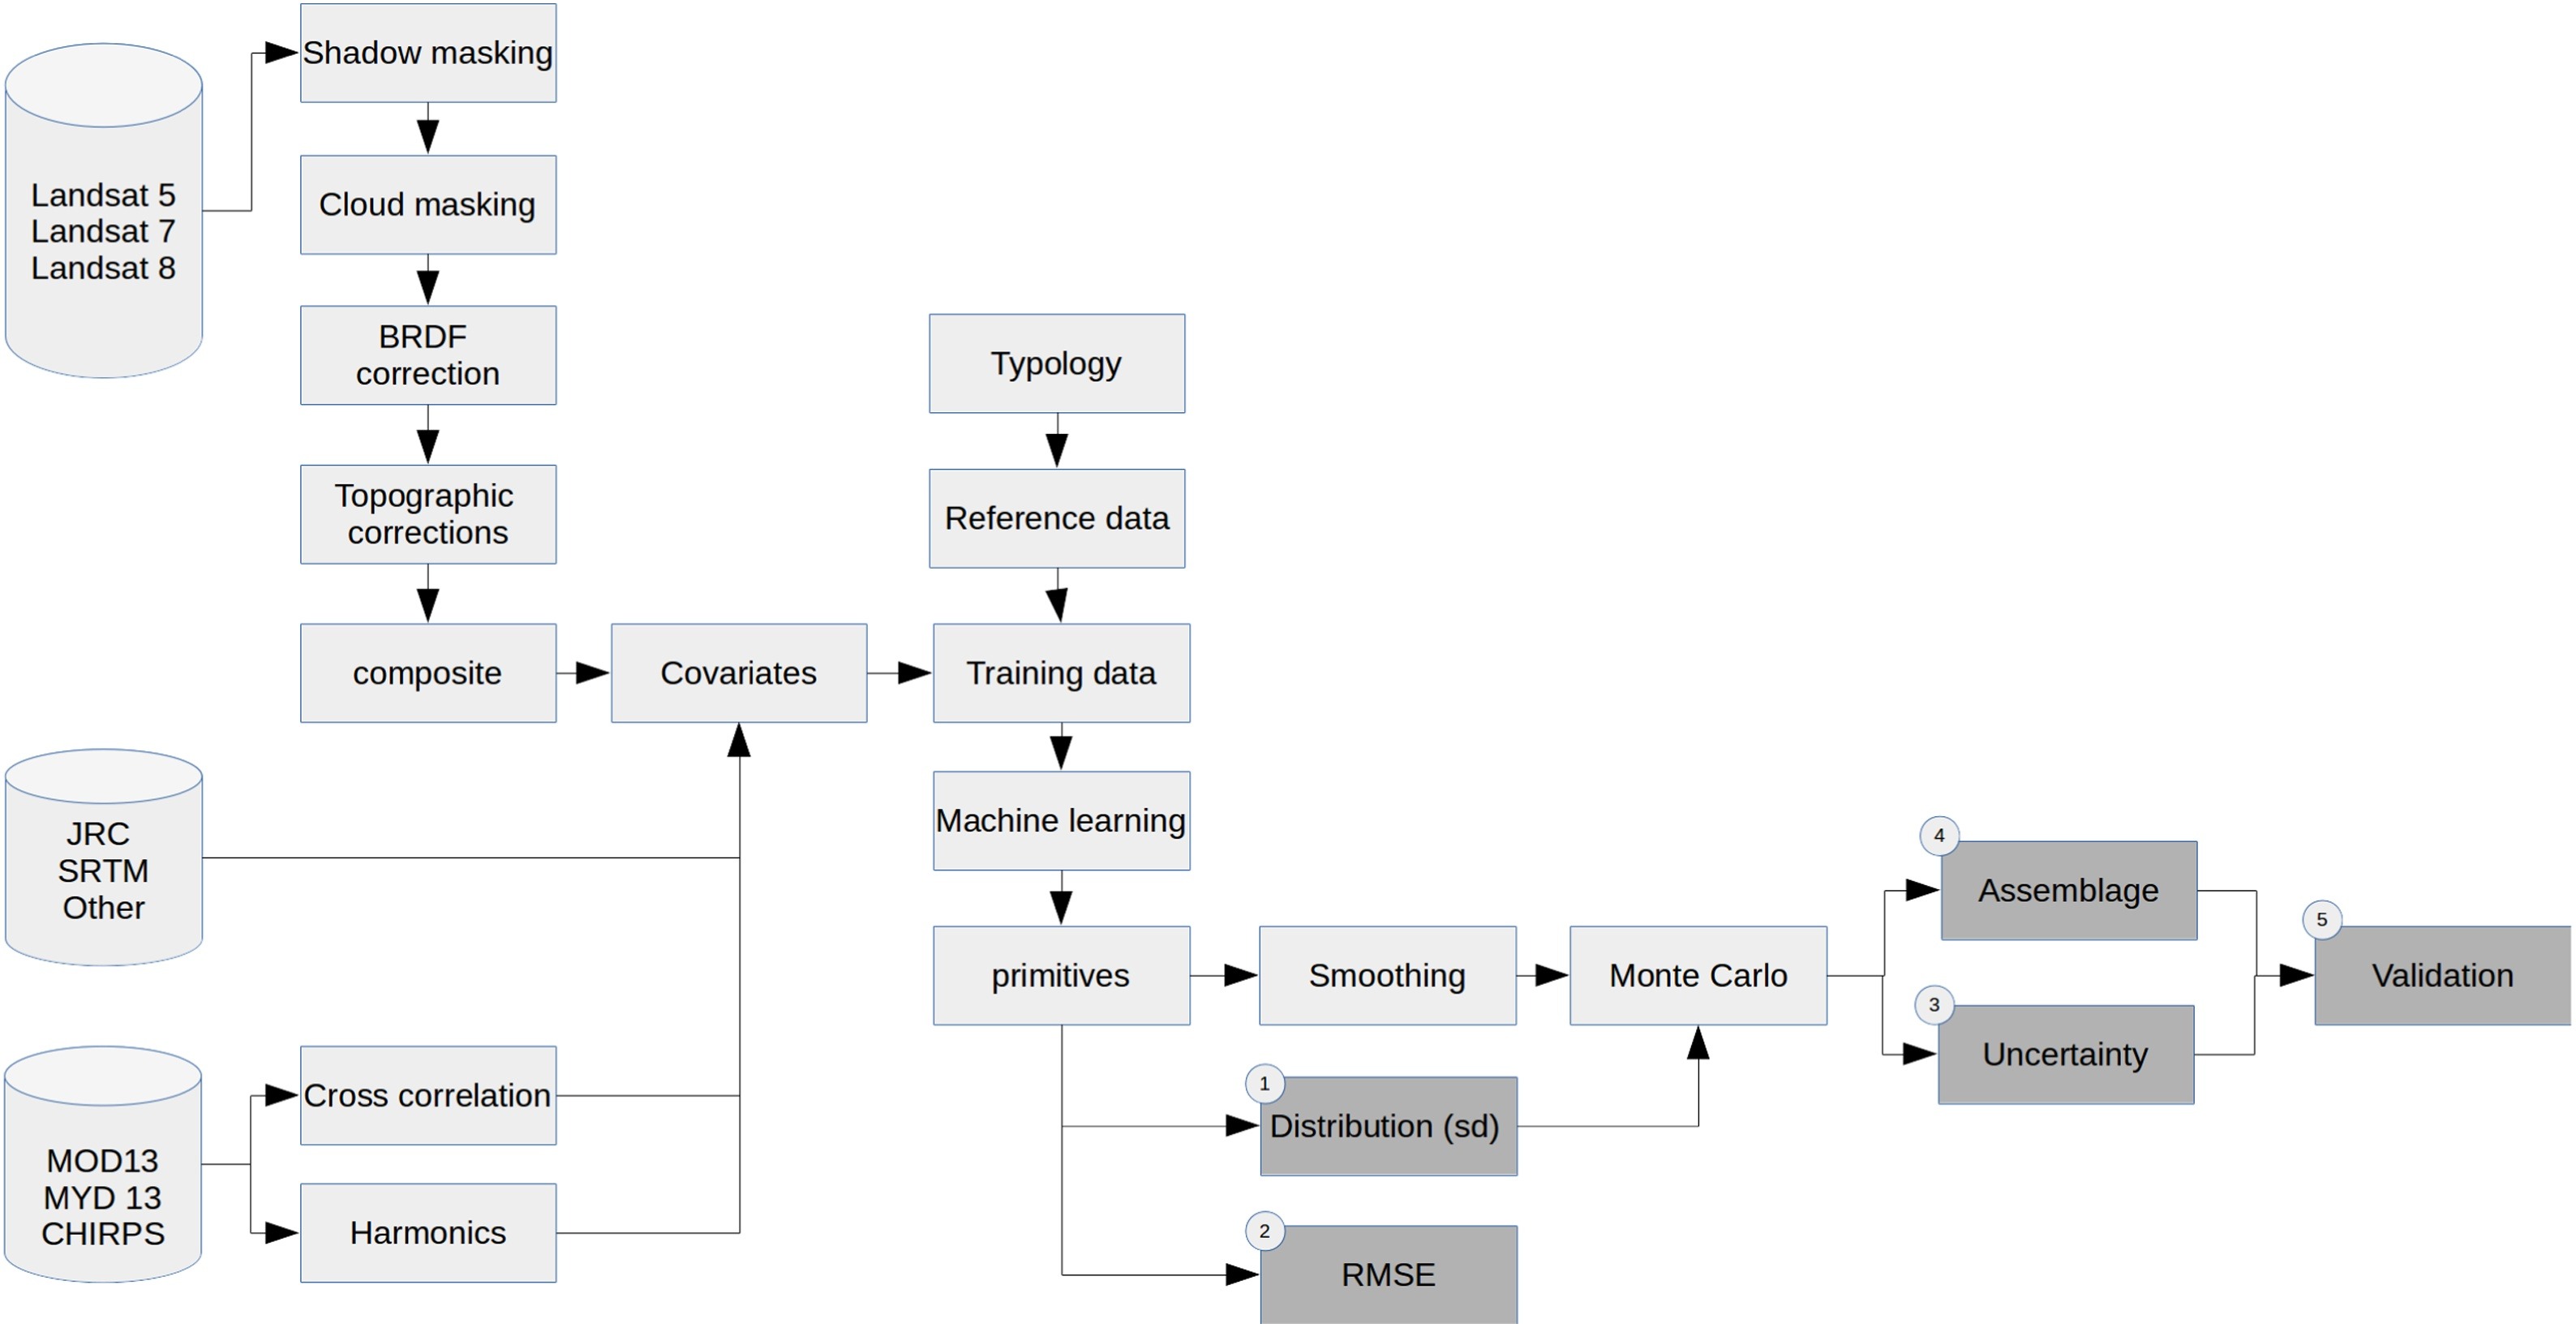 Shadow masking
Landsat 5
Landsat 7
Landsat 8
Cloud masking
BRDF
correction
Topographic
corrections
composite
Covariates
Typology
Reference data
Training data
Machine learning
JRC
SRTM
Other
MOD13
MYD 13
CHIRPS
Cross correlation
Harmonics
primitives
Smoothing
Monte Carlo
1
Distribution (sd)
2
RMSE
4
Assemblage
3
Uncertainty
5
Validation